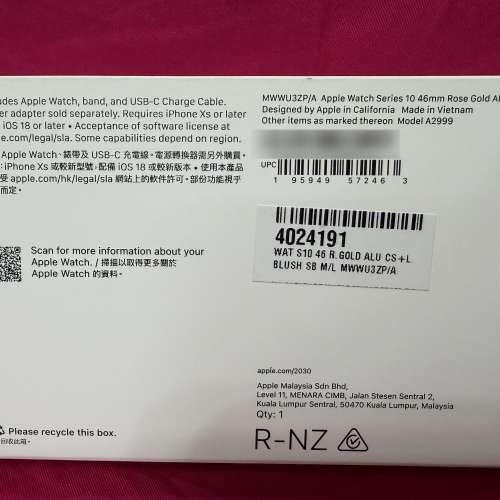 des Apple Watch, band, and USB-C Charge Cable.
er adapter sold separately. Requires iPhone Xs or later
iOS 18 or later. • Acceptance of software license at
e.com/legal/sla. Some capabilities depend on region.
Apple Watch、錶帶及 USB-C 充電線。電源轉換器需另外購買。
iPhone Xs 或較新型號，配備 iOS 18 或較新版本。• 使用本產品
受 apple.com/hk/legal/sla 網站上的軟件許可。部份功能視乎
而定。
Scan for more information about your
Apple Watch. / 掃描以取得更多關於
Apple Watch 的資料。
Please recycle this box.
回收此箱。
MWWU3ZP/A Apple Watch Series 10 46mm Rose Gold Al
Designed by Apple in California Made in Vietnam
Other items as marked thereon Model A2999
UPC
1 95949 57246 3
4024191
WAT S10 46 R.GOLD ALU CS+L
BLUSH SB M/L MWWU3ZP/A
apple.com/2030
Apple Malaysia Sdn Bhd,
Level 11, MENARA CIMB, Jalan Stesen Sentral 2,
Kuala Lumpur Sentral, 50470 Kuala Lumpur, Malaysia
Qty: 1
R-NZ